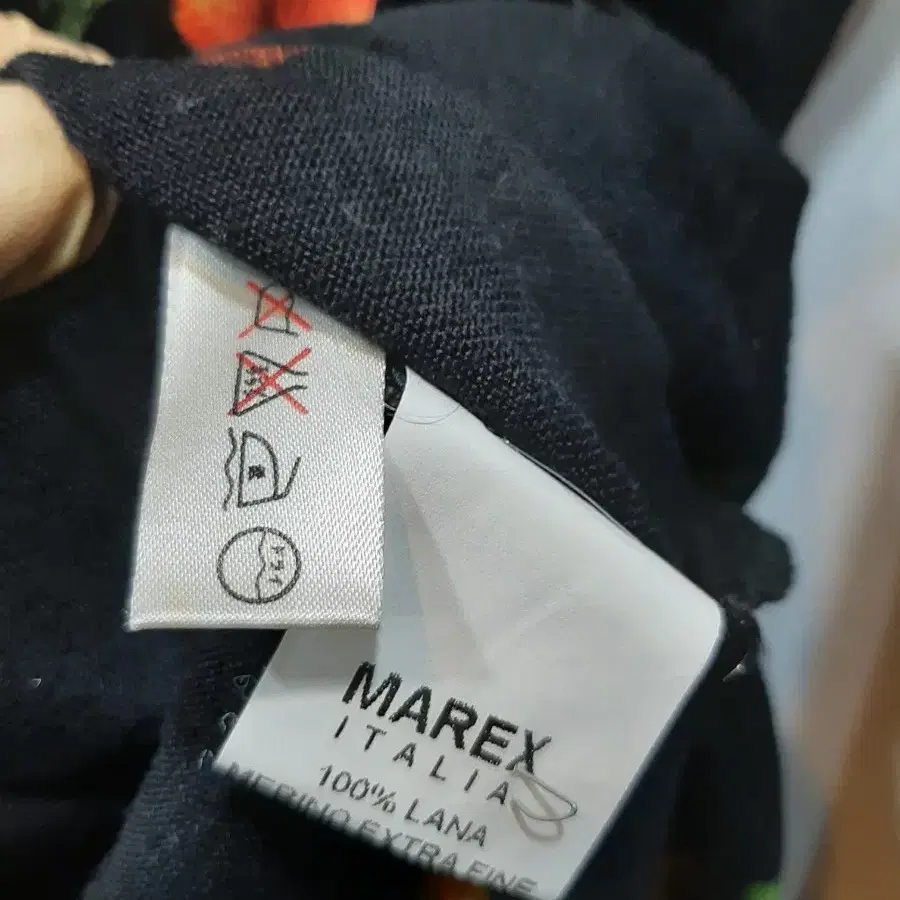 MAREX
ITALIA
100% LANA
MERINO EXTRA FINE